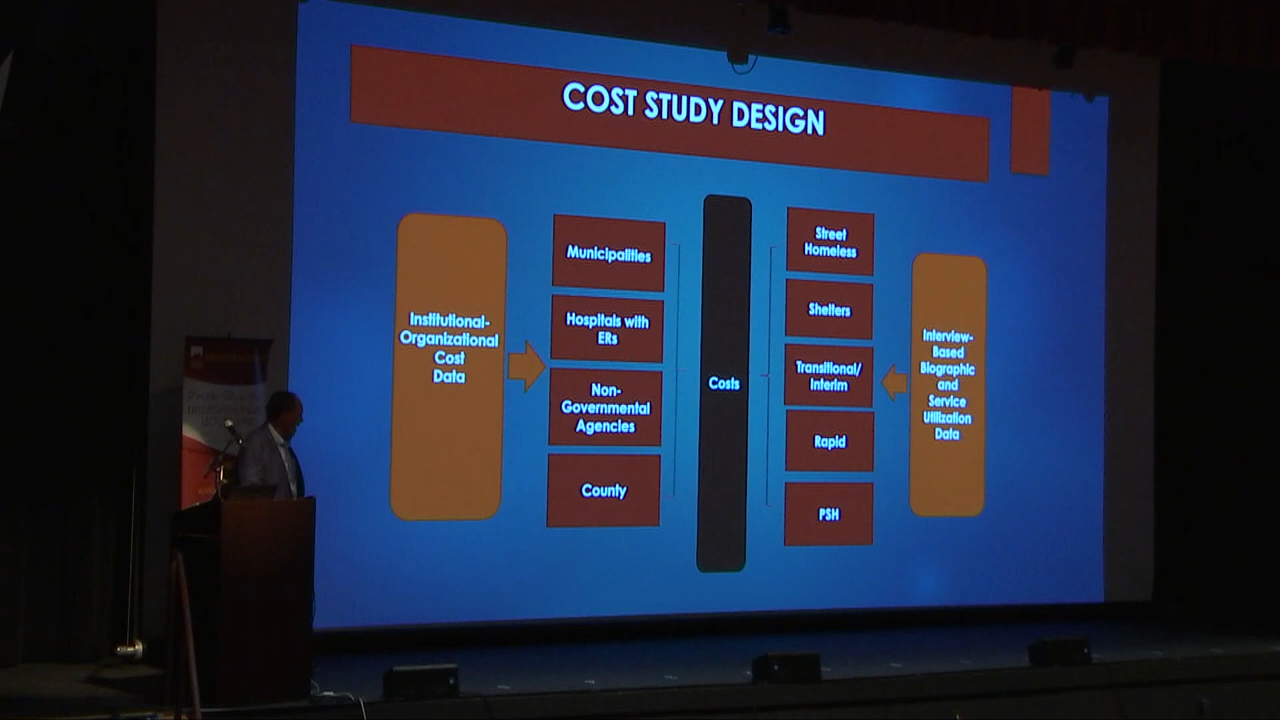 COST STUDY DESIGN
Institutional-
Organizational
Cost
Data
Municipalities
Hospitals with
ERs
Non-
Governmental
Agencies
County
Costs
Street
Homeless
Shelters
Transitional/
Interim
Rapid
PSH
Interview-
Based
Biographic
and
Service
Utilization
Data